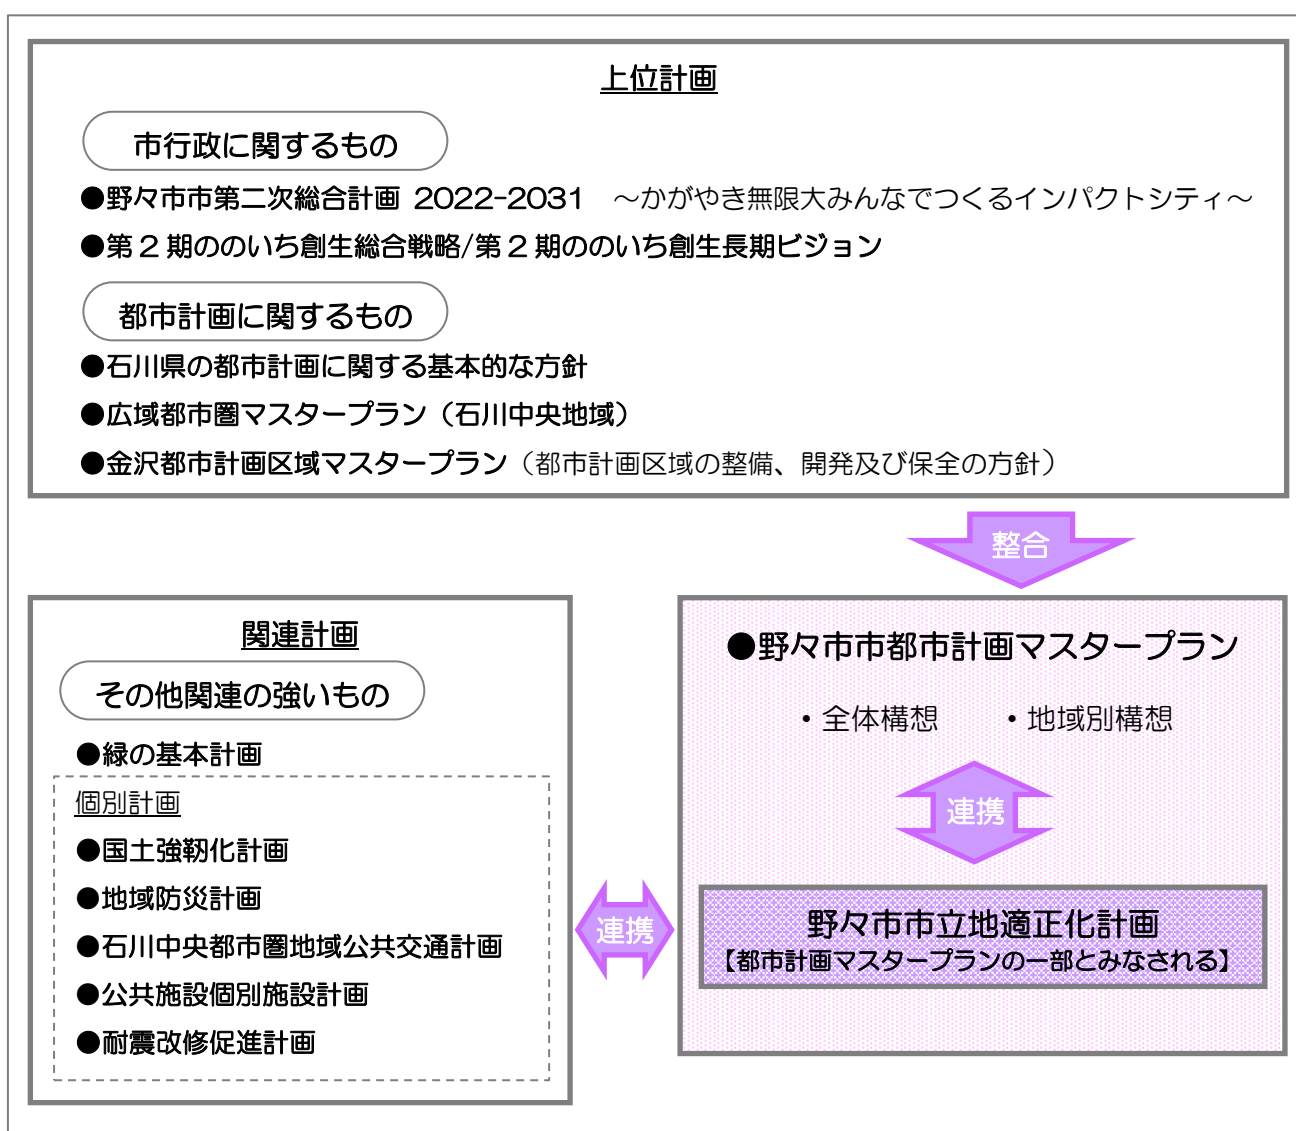 上位計画
市行政に関するもの
●野々市市第二次総合計画 2022-2031　～かがやき無限大みんなでつくるインパクトシティ～
●第２期ののいち創生総合戦略/第２期ののいち創生長期ビジョン
都市計画に関するもの
●石川県の都市計画に関する基本的な方針
●広域都市圏マスタープラン（石川中央地域）
●金沢都市計画区域マスタープラン（都市計画区域の整備、開発及び保全の方針）
整合
関連計画
その他関連の強いもの
●緑の基本計画
個別計画
●国土強靭化計画
●地域防災計画
●石川中央都市圏地域公共交通計画
●公共施設個別施設計画
●耐震改修促進計画
連携
●野々市市都市計画マスタープラン
・全体構想　・地域別構想
連携
野々市市立地適正化計画
【都市計画マスタープランの一部とみなされる】